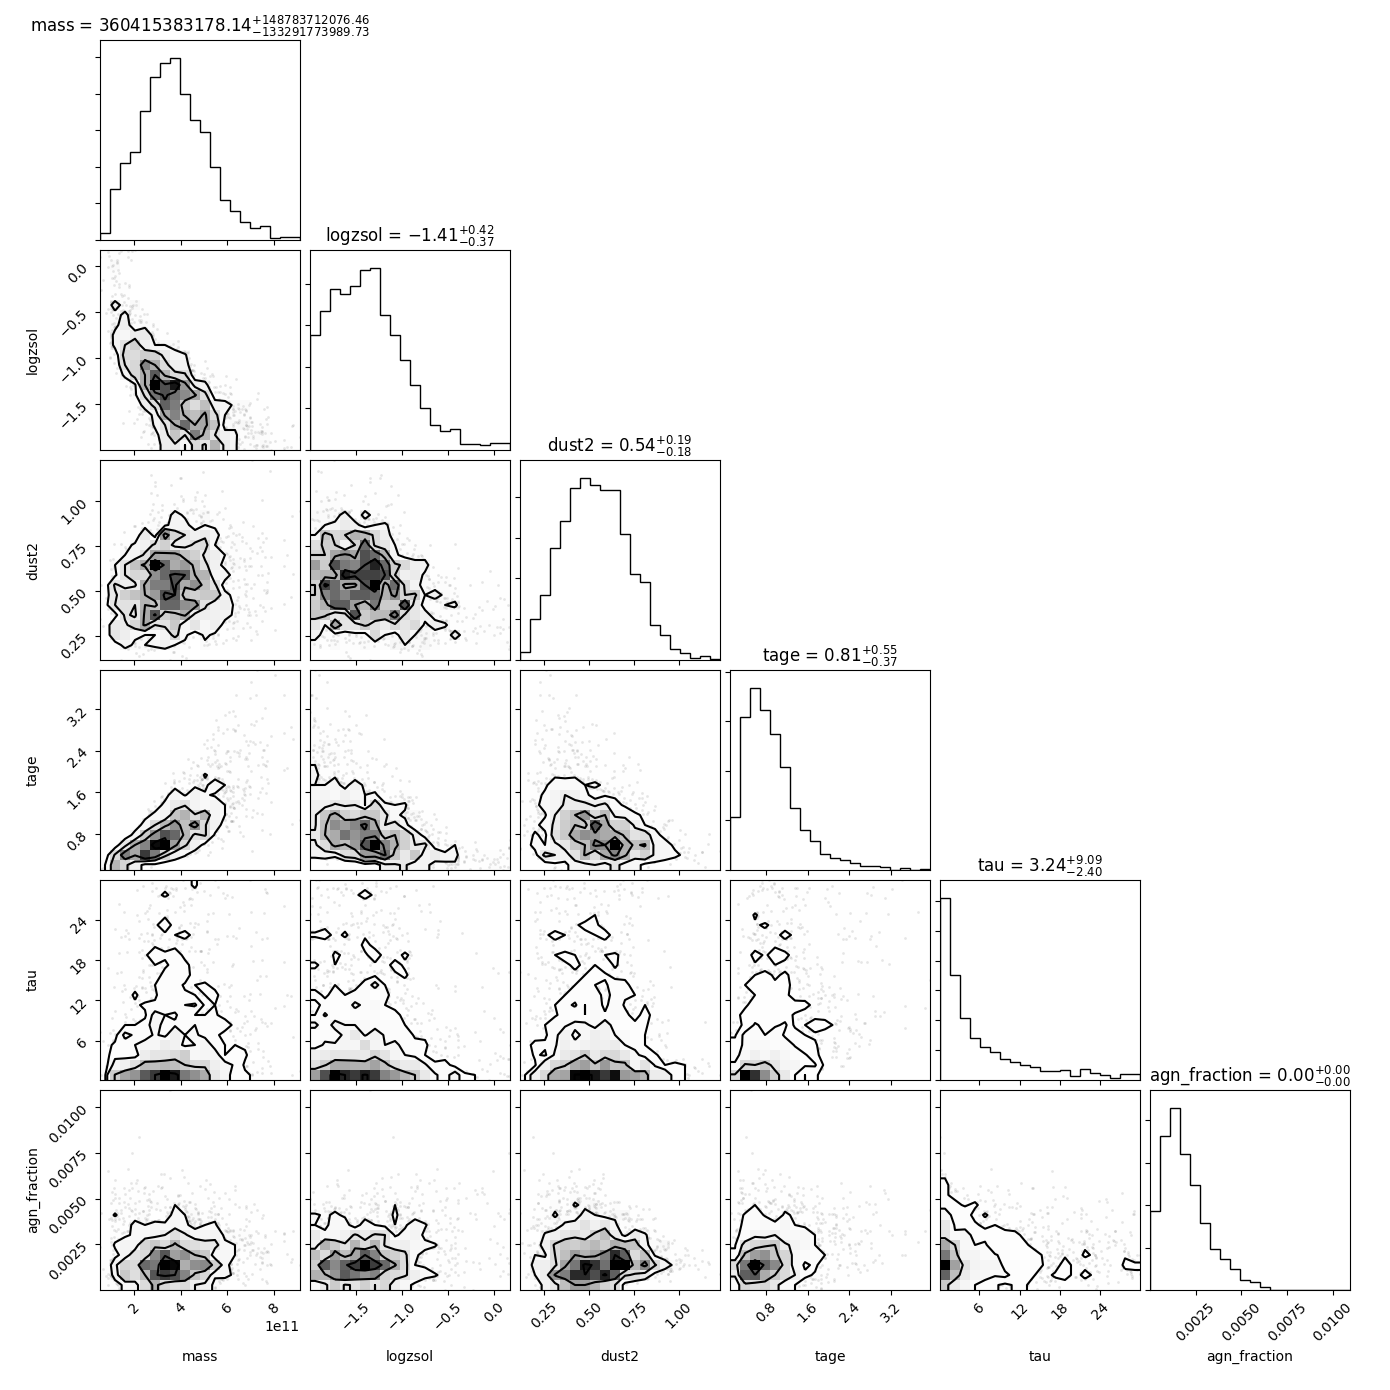 mass = 360415383178.14+148783712076.46−133291773989.73
logzsol = −1.41+0.42−0.37
0.0
−0.5
−1.0
−1.5
logzsol
dust2 = 0.54+0.19−0.18
1.00
0.75
0.50
0.25
dust2
tage = 0.81+0.55−0.37
3.2
2.4
1.6
0.8
tage
tau = 3.24+9.09−2.40
24
18
12
6
tau
agn_fraction = 0.00+0.00−0.00
0.0100
0.0075
0.0050
0.0025
agn_fraction
2 4 6 8
1e11
−1.5 −1.0 −0.5 0.0
0.25 0.50 0.75 1.00
0.8 1.6 2.4 3.2
6 12 18 24
0.0025 0.0050 0.0075 0.0100
mass logzsol dust2 tage tau agn_fraction